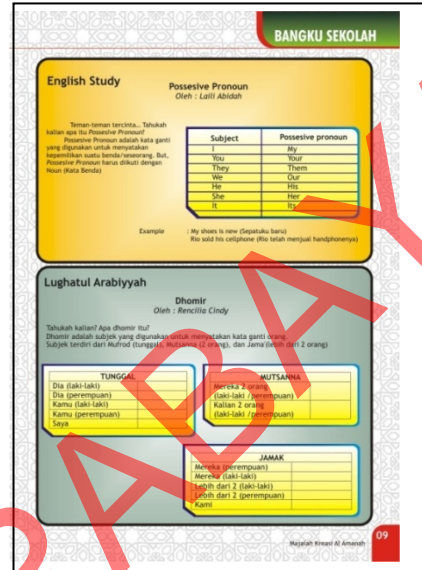 BANGKU SEKOLAH
English Study
Possesive Pronoun
Oleh : Laili Abidah
Teman-teman tercinta... Tahukah
kalian apa itu Possesive Pronoun?
Possesive Pronoun adalah kata ganti
yang digunakan untuk menyatakan
kepemilikan suatu benda/seseorang. But,
Possesive Pronoun harus diikuti dengan
Noun (Kata Benda)
Subject Possesive pronoun
I My
You Your
They Them
We Our
He His
She Her
It Its
Example : My shoes is new (Sepatuku baru)
Rio sold his cellphone (Rio telah menjual handphonenya)
Lughatul Arabiyyah
Dhomir
Oleh : Rencilia Cindy
Tahukah kalian? Apa dhomir itu?
Dhomir adalah subjek yang digunakan untuk menyatakan kata ganti orang.
Subjek terdiri dari Mufrod (tunggal), Mutsanna (2 orang), dan Jama'(lebih dari 2 orang)
TUNGGAL
Dia (laki-laki)
Dia (perempuan)
Kamu (laki-laki)
Kamu (perempuan)
Saya
MUTSANNA
Mereka 2 orang
(laki-laki /perempuan)
Kalian 2 orang
(laki-laki /perempuan)
JAMAK
Mereka (perempuan)
Mereka (laki-laki)
Lebih dari 2 (laki-laki)
Lebih dari 2 (perempuan)
Kami
Majalah Kreasi Al Amanah 09
ABAY